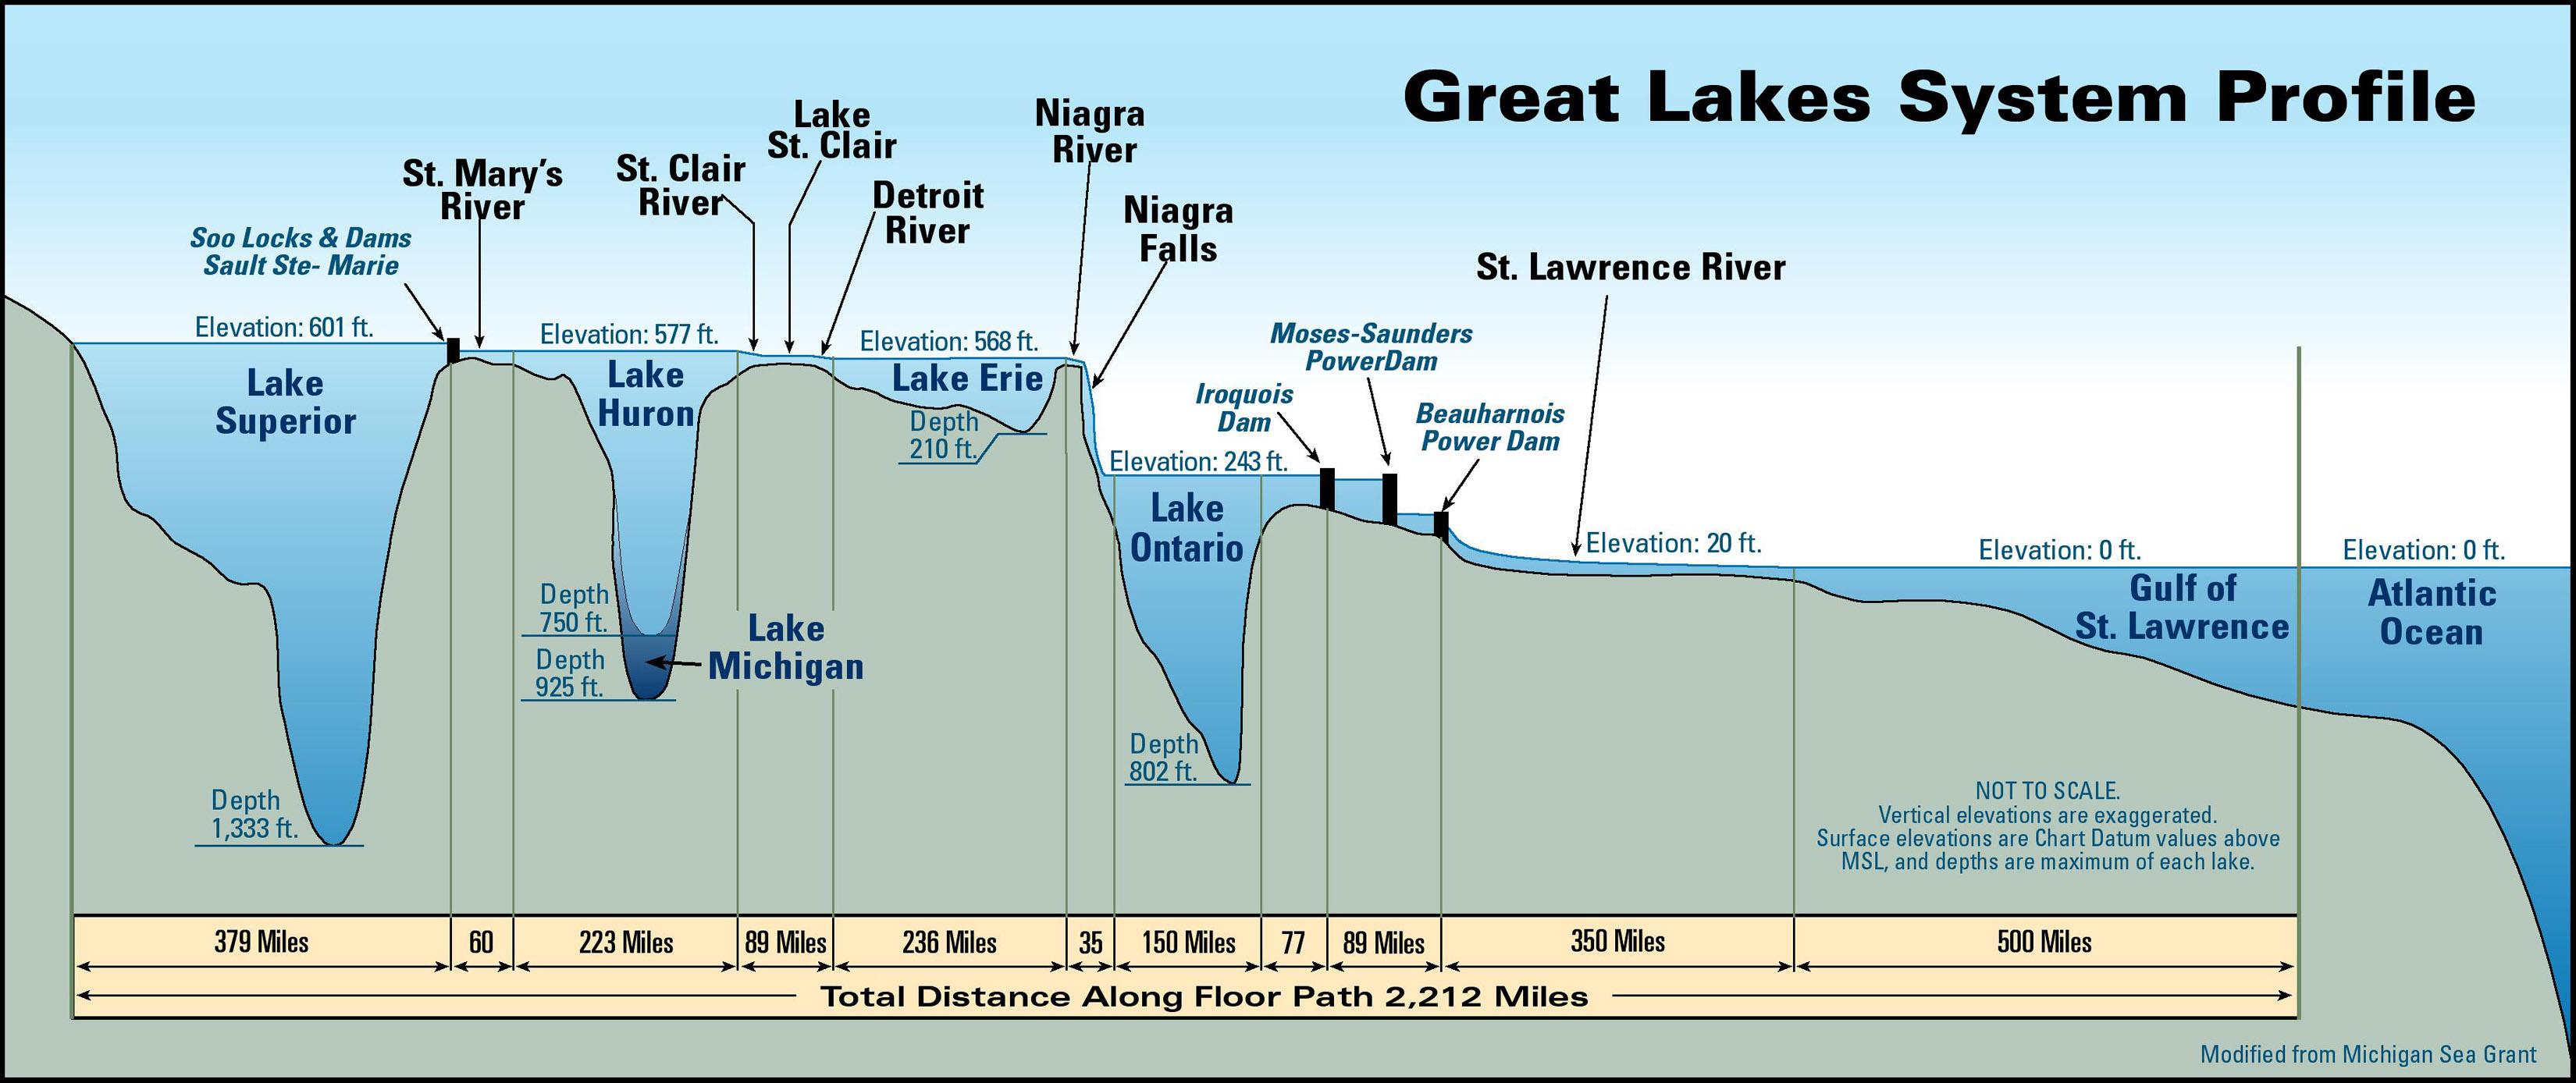 Great Lakes System Profile
Niagra
River
Lake
St. Clair
St. Mary’s
River
St. Clair
River
Detroit
River
Niagra
Falls
Soo Locks & Dams
Sault Ste- Marie
St. Lawrence River
Elevation: 601 ft.
Elevation: 577 ft.
Elevation: 568 ft.
Moses-Saunders
PowerDam
Iroquois
Dam
Beauharnois
Power Dam
Lake
Superior
Lake
Huron
Lake Erie
Depth
210 ft.
Elevation: 243 ft.
Lake
Ontario
Elevation: 20 ft.
Elevation: 0 ft.
Elevation: 0 ft.
Gulf of
St. Lawrence
Atlantic
Ocean
Depth
750 ft.
Depth
925 ft.
Lake
Michigan
Depth
802 ft.
Depth
1,333 ft.
NOT TO SCALE.
Vertical elevations are exaggerated.
Surface elevations are Chart Datum values above
MSL, and depths are maximum of each lake.
379 Miles
60
223 Miles
89 Miles
236 Miles
35
150 Miles
77
89 Miles
350 Miles
500 Miles
Total Distance Along Floor Path 2,212 Miles
Modified from Michigan Sea Grant